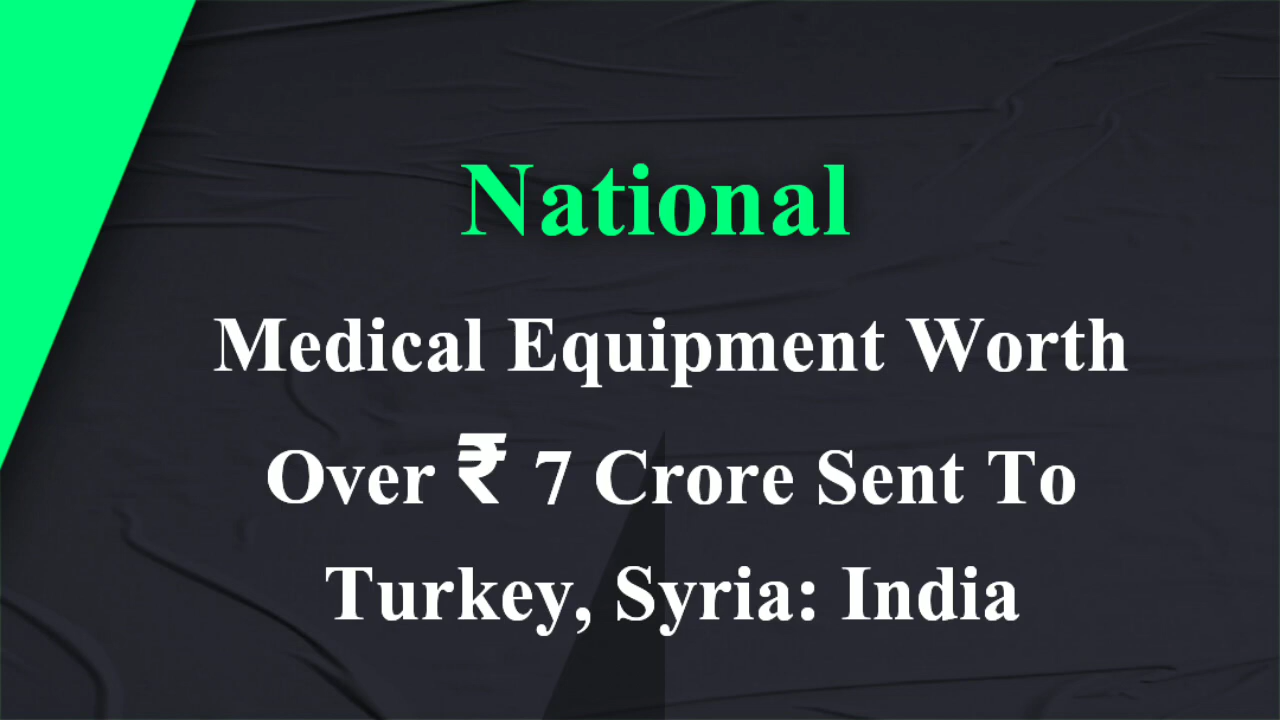 National
Medical Equipment Worth
Over ₹ 7 Crore Sent To
Turkey, Syria: India